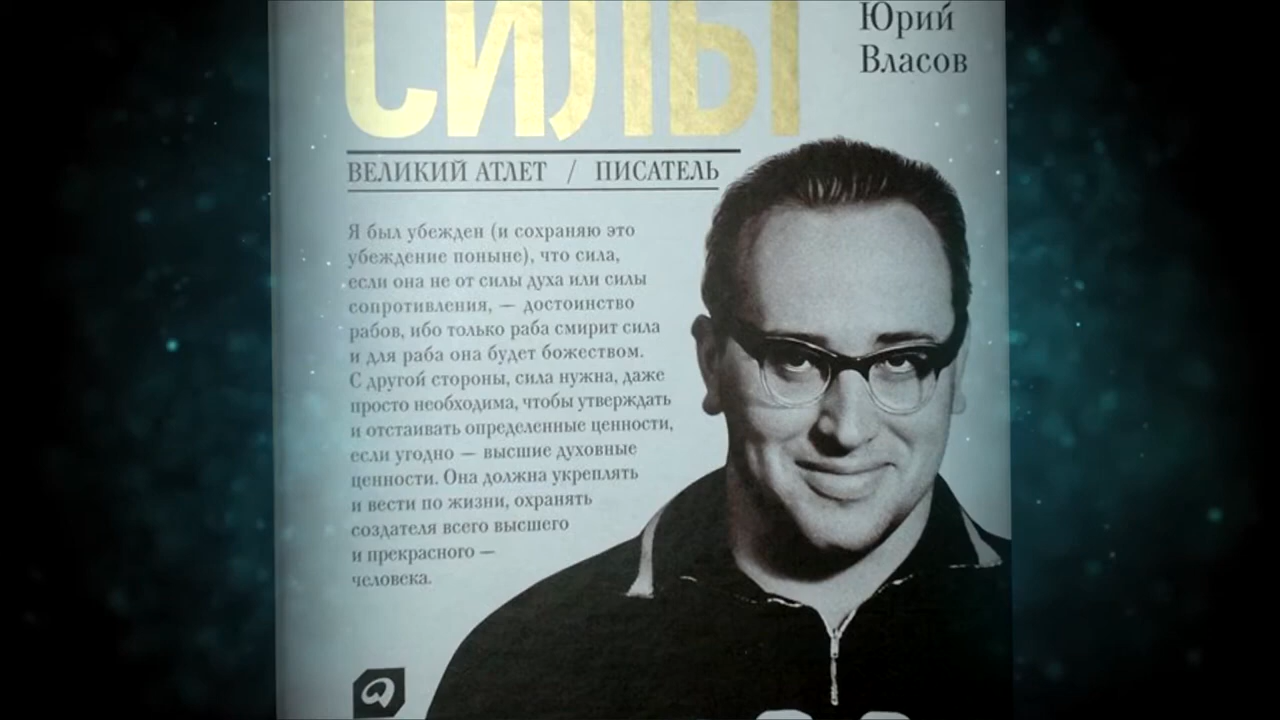 СИЛЫ
Юрий
Власов
ВЕЛИКИЙ АТЛЕТ / ПИСАТЕЛЬ
Я был убежден (и сохраняю это
убеждение поныне), что сила,
если она не от силы духа или силы
сопротивления, — достоинство
рабов, ибо только раба смирит сила
и для раба она будет божеством.
С другой стороны, сила нужна, даже
просто необходима, чтобы утверждать
и отстаивать определенные ценности,
если угодно — высшие духовные
ценности. Она должна укреплять
и вести по жизни, охранять
создателя всего высшего
и прекрасного —
человека.